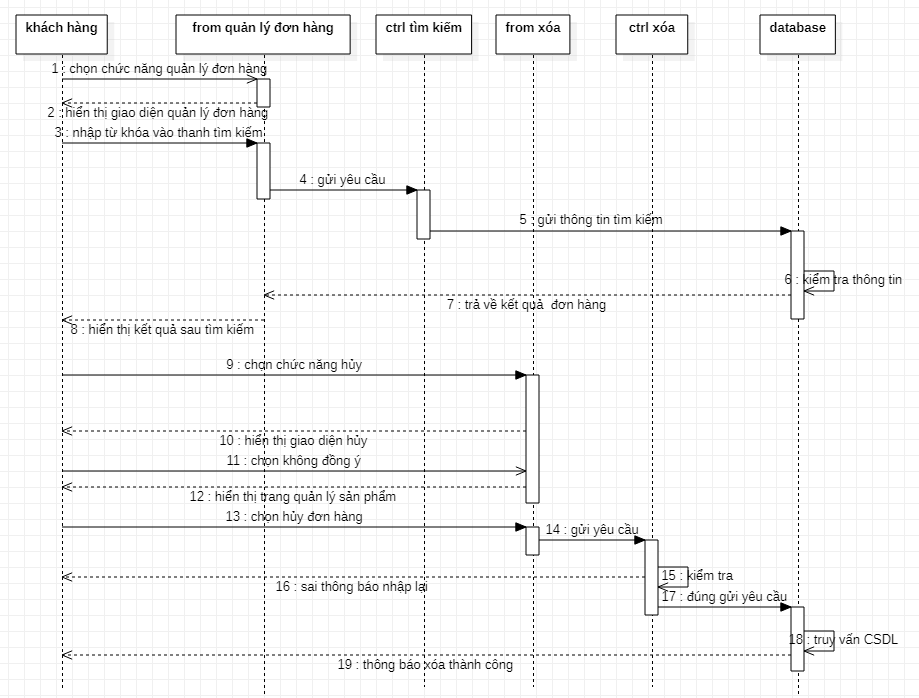 khách hàng
from quản lý đơn hàng
ctrl tìm kiếm
from xóa
ctrl xóa
database
1 : chọn chức năng quản lý đơn hàng
2 : hiển thị giao diện quản lý đơn hàng
3 : nhập từ khóa vào thanh tìm kiếm
4 : gửi yêu cầu
5 : gửi thông tin tìm kiếm
6 : kiểm tra thông tin
7 : trả về kết quả  đơn hàng
8 : hiển thị kết quả sau tìm kiếm
9 : chọn chức năng hủy
10 : hiển thị giao diện hủy
11 : chọn không đồng ý
12 : hiển thị trang quản lý sản phẩm
13 : chọn hủy đơn hàng
14 : gửi yêu cầu
15 : kiểm tra
16 : sai thông báo nhập lại
17 : đúng gửi yêu cầu
18 : truy vấn CSDL
19 : thông báo xóa thành công